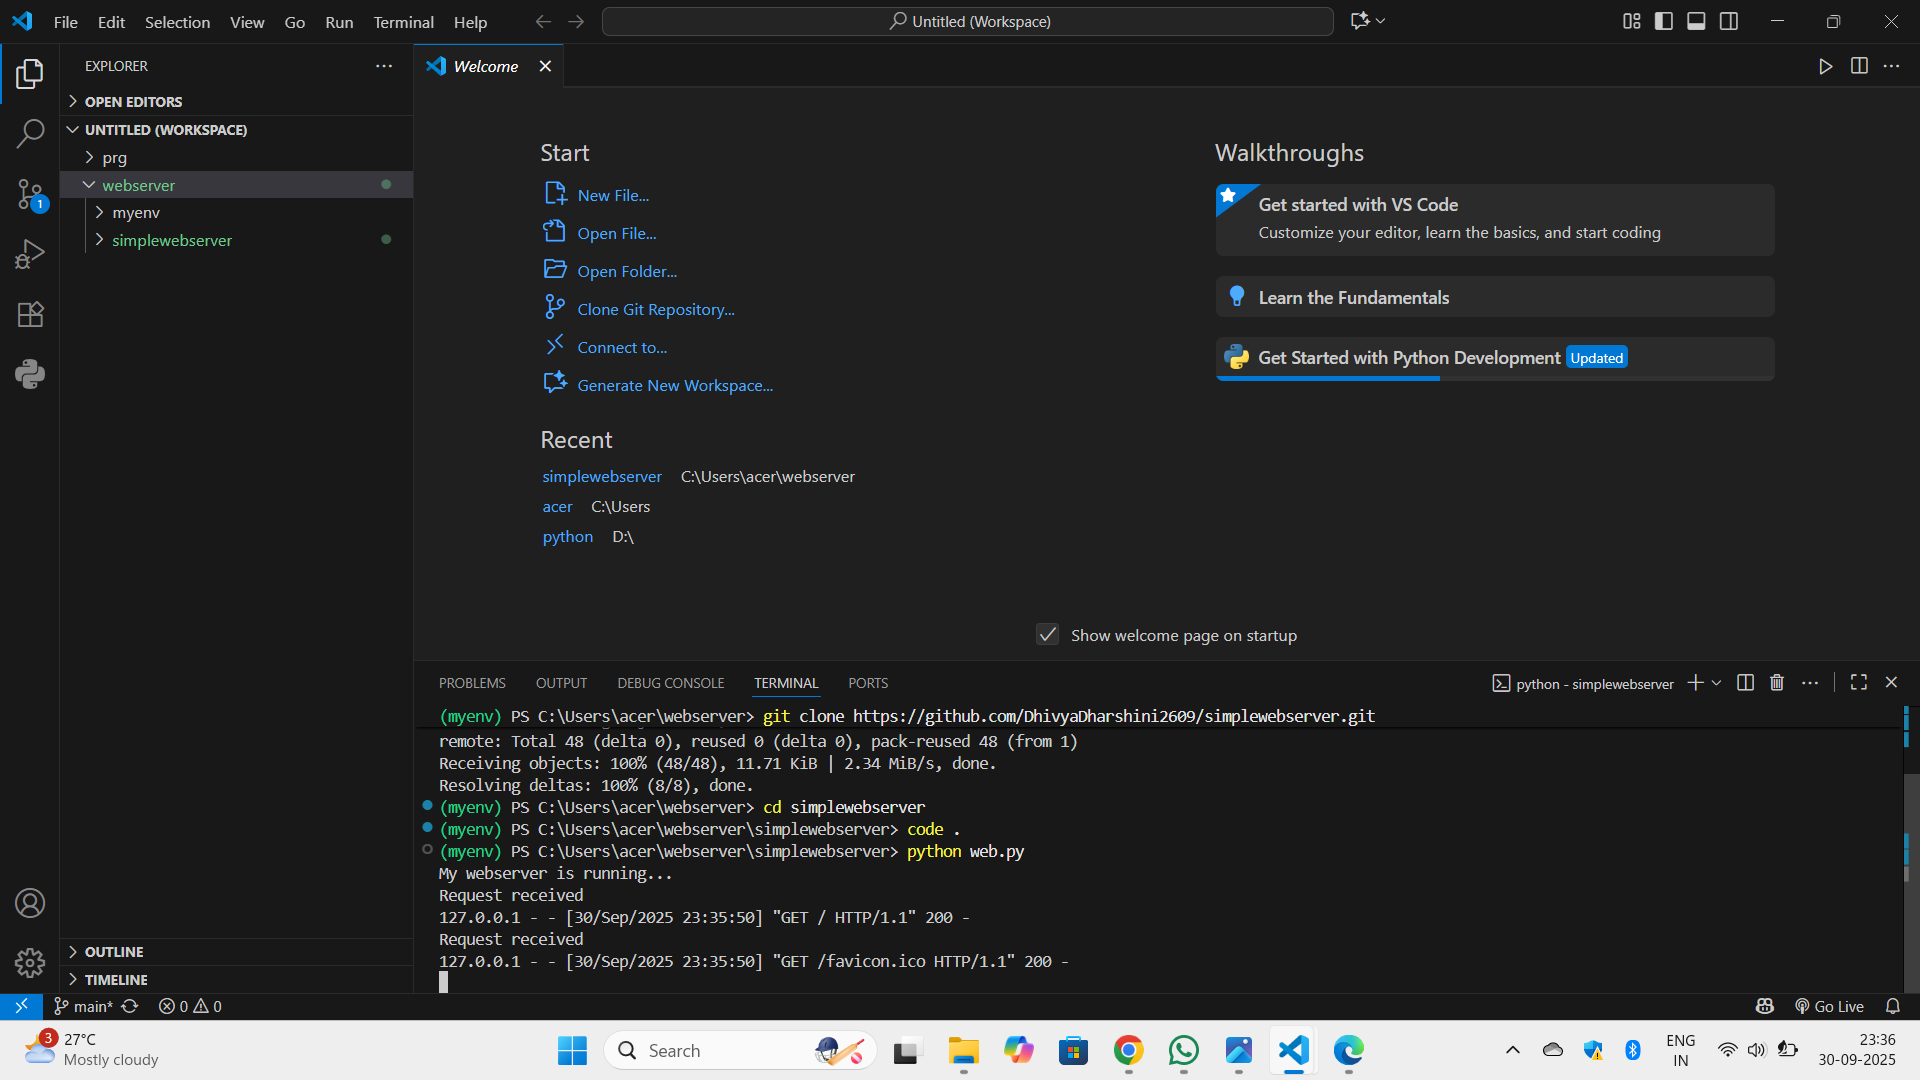 File Edit Selection View Go Run Terminal Help
Untitled (Workspace)
EXPLORER
OPEN EDITORS
UNTITLED (WORKSPACE)
prg
webserver
myenv
simplewebserver
1
OUTLINE
TIMELINE
Welcome
Start
New File...
Open File...
Open Folder...
Clone Git Repository...
Connect to...
Generate New Workspace...
Recent
simplewebserver C:\Users\acer\webserver
acer C:\Users
python D:\
Walkthroughs
Get started with VS Code
Customize your editor, learn the basics, and start coding
Learn the Fundamentals
Get Started with Python Development Updated
Show welcome page on startup
PROBLEMS OUTPUT DEBUG CONSOLE TERMINAL PORTS
python - simplewebserver
(myenv) PS C:\Users\acer\webserver> git clone https://github.com/DhivyaDharshini2609/simplewebserver.git
remote: Total 48 (delta 0), reused 0 (delta 0), pack-reused 48 (from 1)
Receiving objects: 100% (48/48), 11.71 KiB | 2.34 MiB/s, done.
Resolving deltas: 100% (8/8), done.
(myenv) PS C:\Users\acer\webserver> cd simplewebserver
(myenv) PS C:\Users\acer\webserver\simplewebserver> code .
(myenv) PS C:\Users\acer\webserver\simplewebserver> python web.py
My webserver is running...
Request received
127.0.0.1 - - [30/Sep/2025 23:35:50] "GET / HTTP/1.1" 200 -
Request received
127.0.0.1 - - [30/Sep/2025 23:35:50] "GET /favicon.ico HTTP/1.1" 200 -
main* 0 0
Go Live
3
27°C
Mostly cloudy
Search
ENG
IN
23:36
30-09-2025